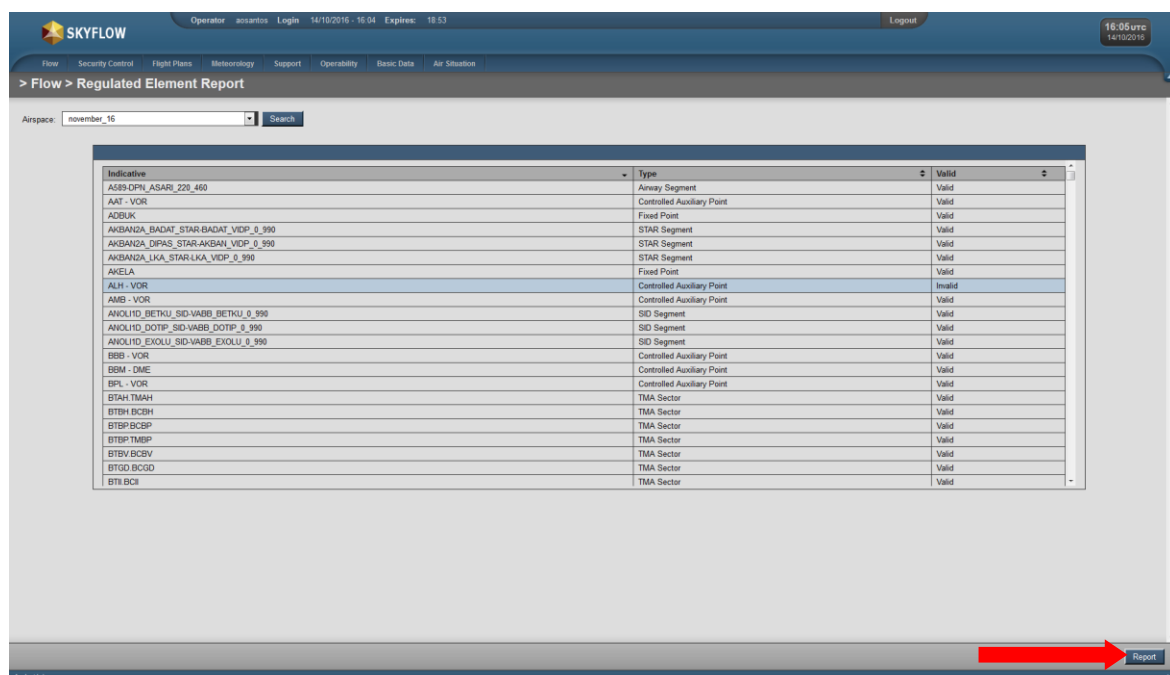 Operator aosantos Login 14/10/2016 - 16:04 Expires: 18:53 Logout
SKYFLOW
16:05 UTC
14/10/2016
Flow Security Control Flight Plans Meteorology Support Operability Basic Data Air Situation
> Flow > Regulated Element Report
Airspace: november_16 Search
Indicative Type Valid
A589-DPN_ASARI_220_460 Airway Segment Valid
AAT - VOR Controlled Auxiliary Point Valid
ADBUK Fixed Point Valid
AKBAN2A_BADAT_STAR-BADAT_VIDP_0_990 STAR Segment Valid
AKBAN2A_DIPAS_STAR-AKBAN_VIDP_0_990 STAR Segment Valid
AKBAN2A_LKA_STAR-LKA_VIDP_0_990 STAR Segment Valid
AKELA Fixed Point Valid
ALH - VOR Controlled Auxiliary Point Invalid
AMB - VOR Controlled Auxiliary Point Valid
ANOLI1D_BETKU_SID-VABB_BETKU_0_990 SID Segment Valid
ANOLI1D_DOTIP_SID-VABB_DOTIP_0_990 SID Segment Valid
ANOLI1D_EXOLU_SID-VABB_EXOLU_0_990 SID Segment Valid
BBB - VOR Controlled Auxiliary Point Valid
BBM - DME Controlled Auxiliary Point Valid
BPL - VOR Controlled Auxiliary Point Valid
BTAH.TMAH TMA Sector Valid
BTBH.BCBH TMA Sector Valid
BTBP.BCBP TMA Sector Valid
BTBP.TMBP TMA Sector Valid
BTBV.BCBV TMA Sector Valid
BTGD.BCGD TMA Sector Valid
BTII.BCII TMA Sector Valid
Report